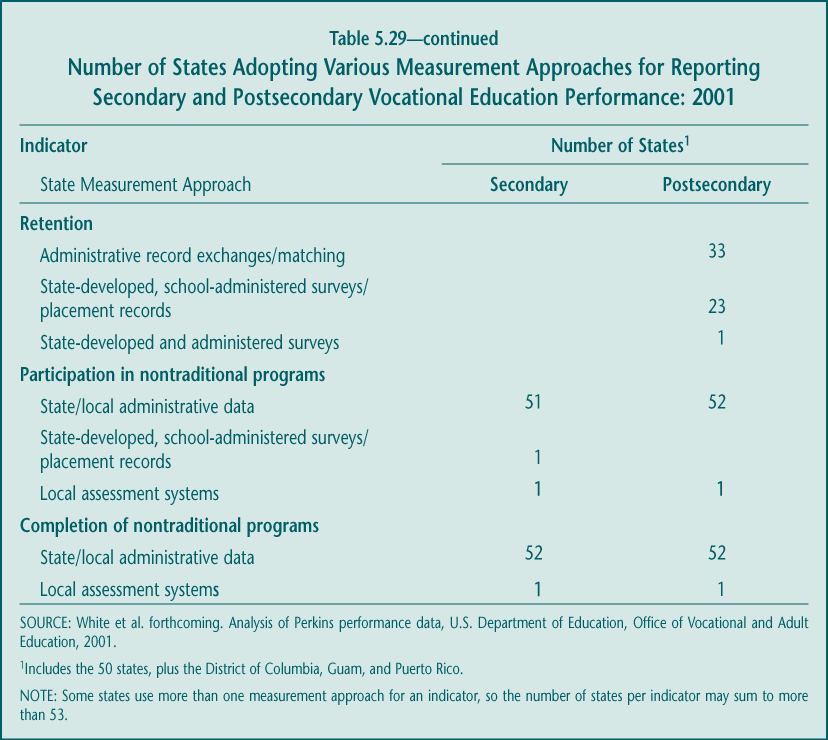 Table 5.29—continued
Number of States Adopting Various Measurement Approaches for Reporting
Secondary and Postsecondary Vocational Education Performance: 2001
Indicator Number of States1
State Measurement Approach Secondary Postsecondary
Retention
Administrative record exchanges/matching 33
State-developed, school-administered surveys/
placement records 23
State-developed and administered surveys 1
Participation in nontraditional programs
State/local administrative data 51 52
State-developed, school-administered surveys/
placement records 1
Local assessment systems 1 1
Completion of nontraditional programs
State/local administrative data 52 52
Local assessment systems 1 1
SOURCE: White et al. forthcoming. Analysis of Perkins performance data, U.S. Department of Education, Office of Vocational and Adult
Education, 2001.
1Includes the 50 states, plus the District of Columbia, Guam, and Puerto Rico.
NOTE: Some states use more than one measurement approach for an indicator, so the number of states per indicator may sum to more
than 53.